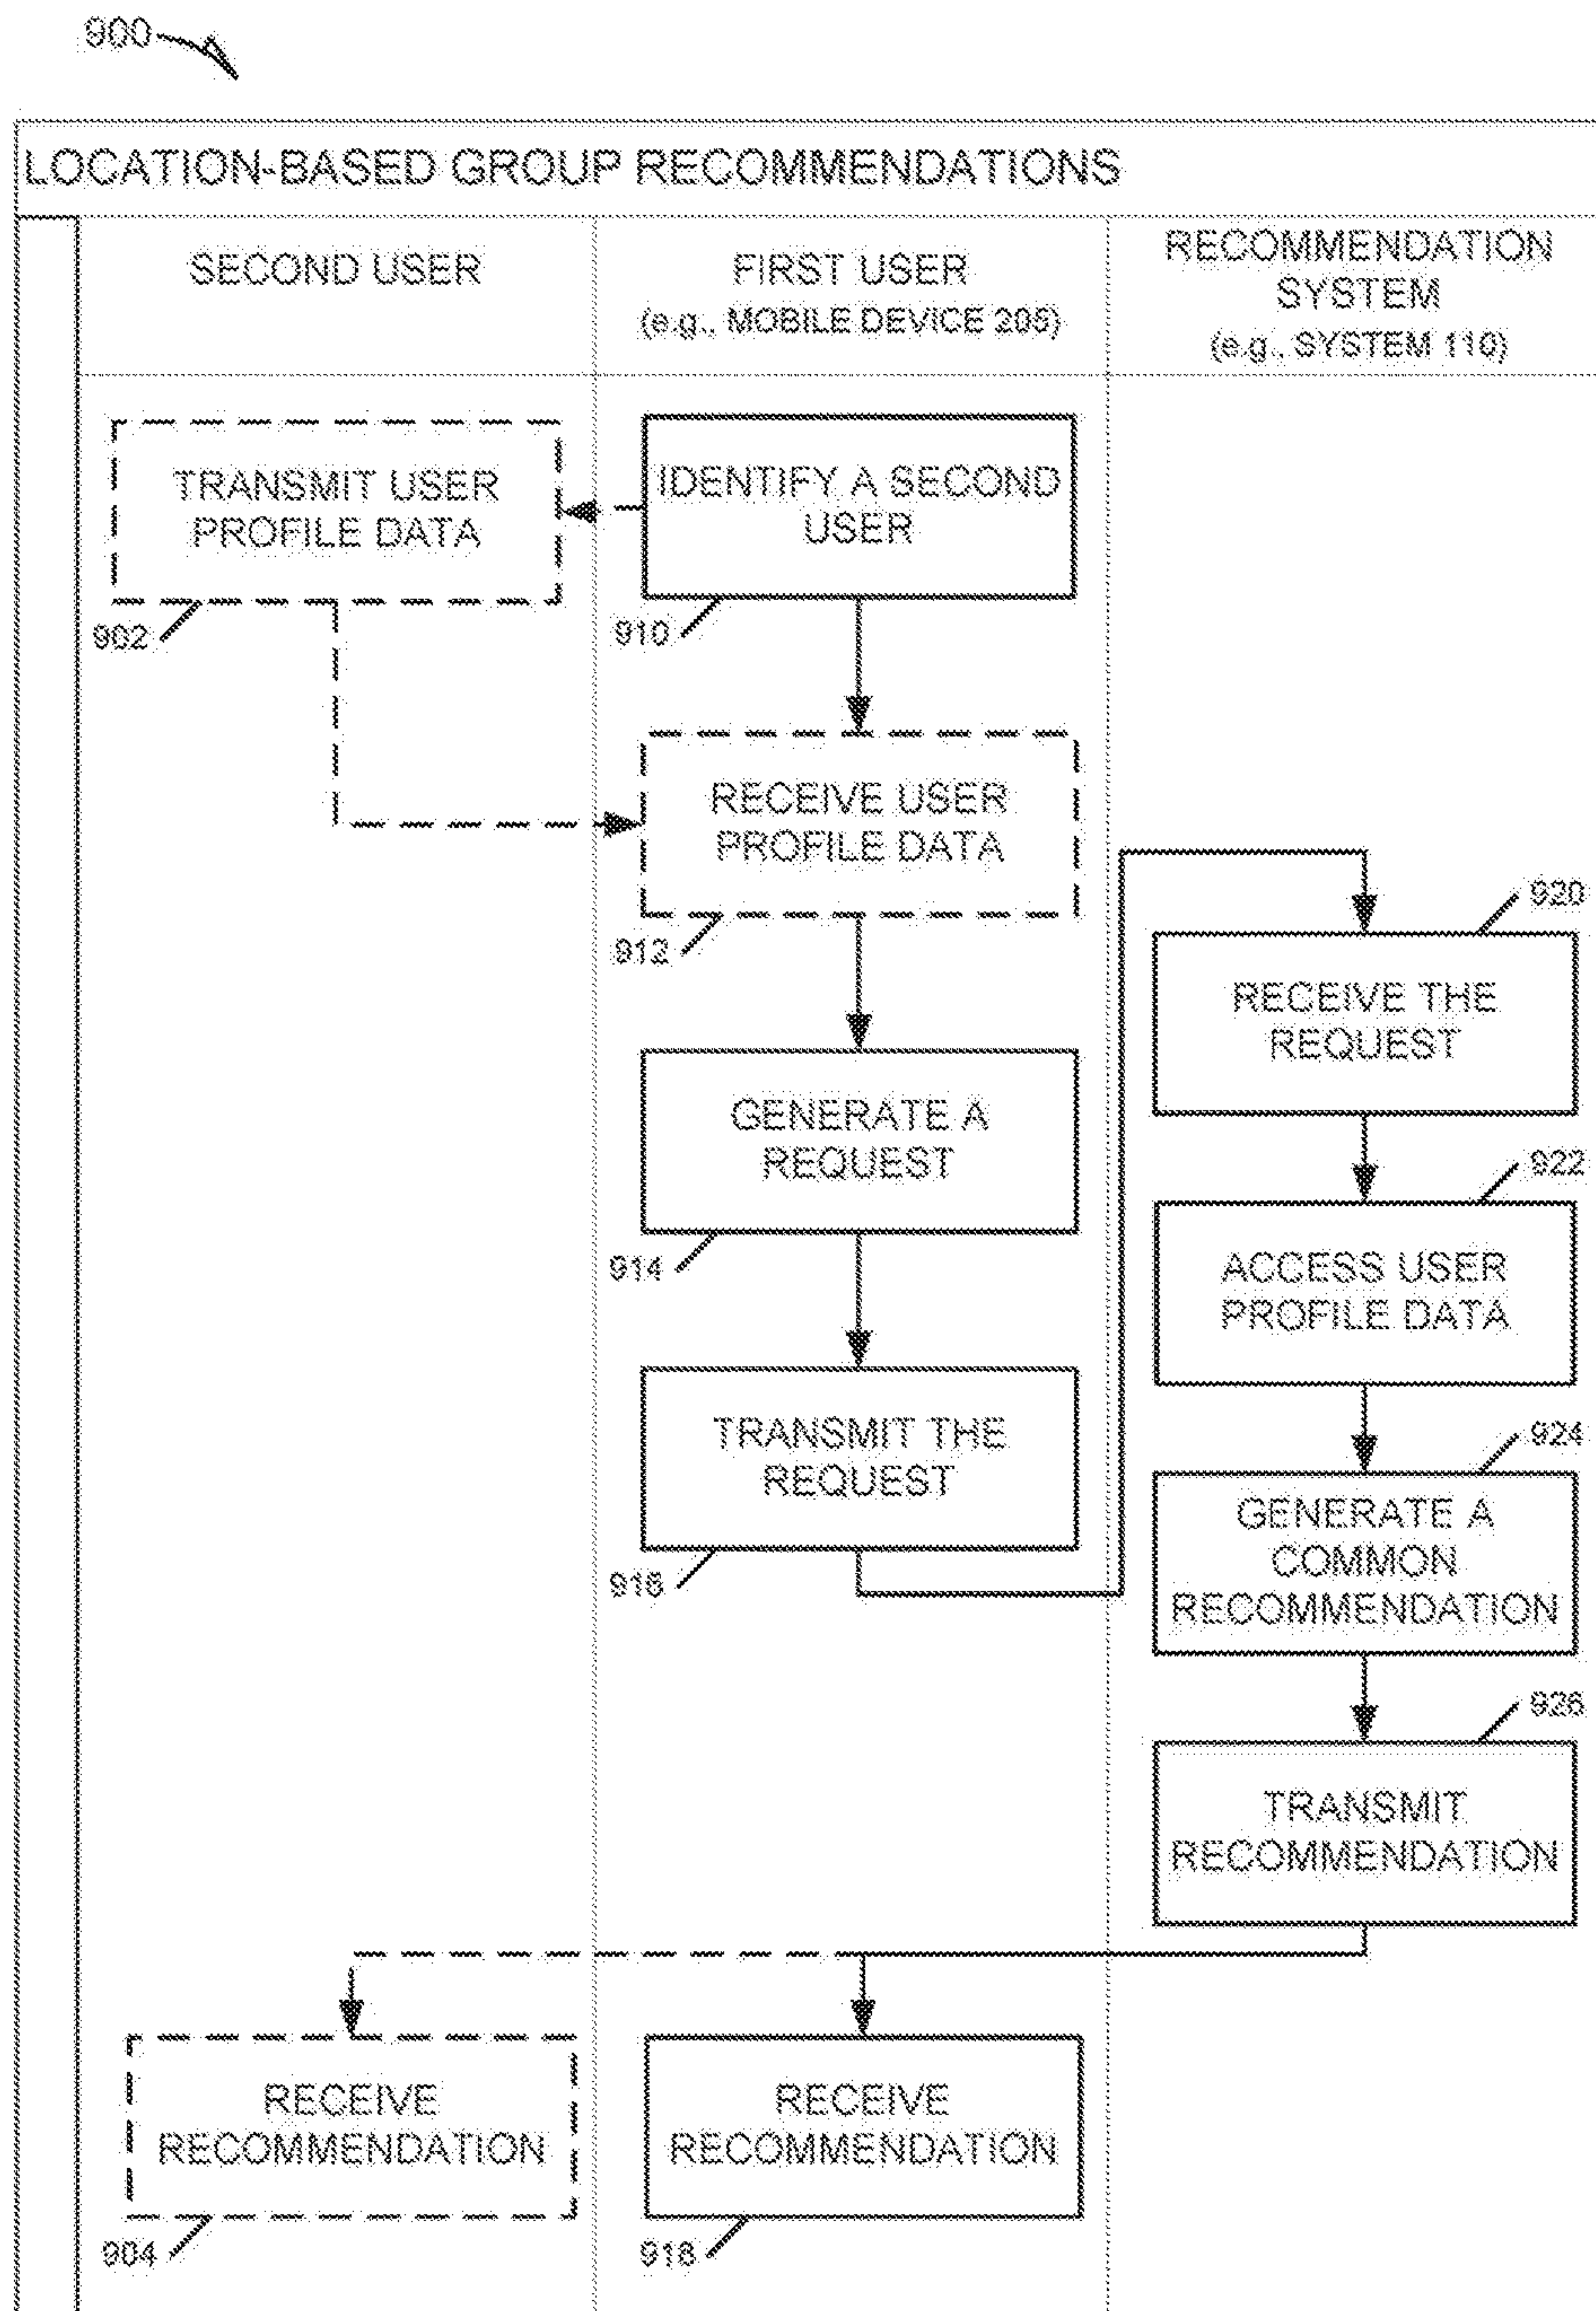 900
LOCATION-BASED GROUP RECOMMENDATIONS
SECOND USER
FIRST USER
(e.g., MOBILE DEVICE 205)
RECOMMENDATION
SYSTEM
(e.g., SYSTEM 110)
TRANSMIT USER
PROFILE DATA
902
IDENTIFY A SECOND
USER
910
RECEIVE USER
PROFILE DATA
912
GENERATE A
REQUEST
914
TRANSMIT THE
REQUEST
916
920
RECEIVE THE
REQUEST
922
ACCESS USER
PROFILE DATA
924
GENERATE A
COMMON
RECOMMENDATION
926
TRANSMIT
RECOMMENDATION
RECEIVE
RECOMMENDATION
904
RECEIVE
RECOMMENDATION
918